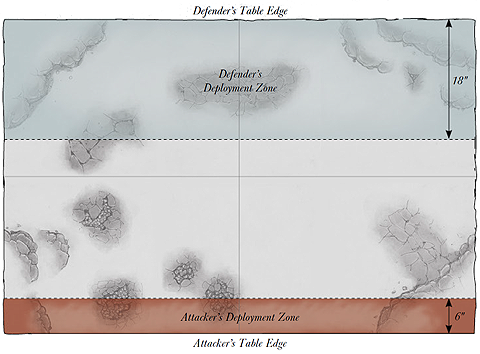 Defender's Table Edge
Defender's
Deployment Zone
18"
Attacker's Deployment Zone
6"
Attacker's Table Edge